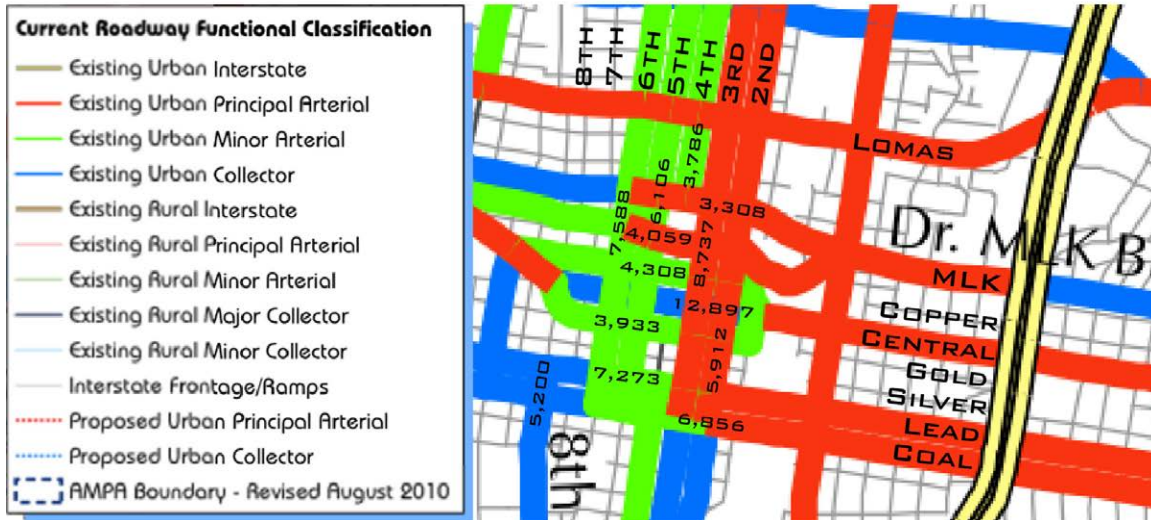 Current Roadway Functional Classification
Existing Urban Interstate
Existing Urban Principal Arterial
Existing Urban Minor Arterial
Existing Urban Collector
Existing Rural Interstate
Existing Rural Principal Arterial
Existing Rural Minor Arterial
Existing Rural Major Collector
Existing Rural Minor Collector
Interstate Frontage/Ramps
Proposed Urban Principal Arterial
Proposed Urban Collector
AMPA Boundary - Revised August 2010
8TH
7TH
6TH
5TH
4TH
3RD
2ND
LOMAS
3,786
6,106
7,588
3,308
4,059
8,737
4,308
Dr. MLK B
MLK
12,897
3,933
COPPER
CENTRAL
5,912
7,273
GOLD
SILVER
5,200
6,856
LEAD
COAL
8th